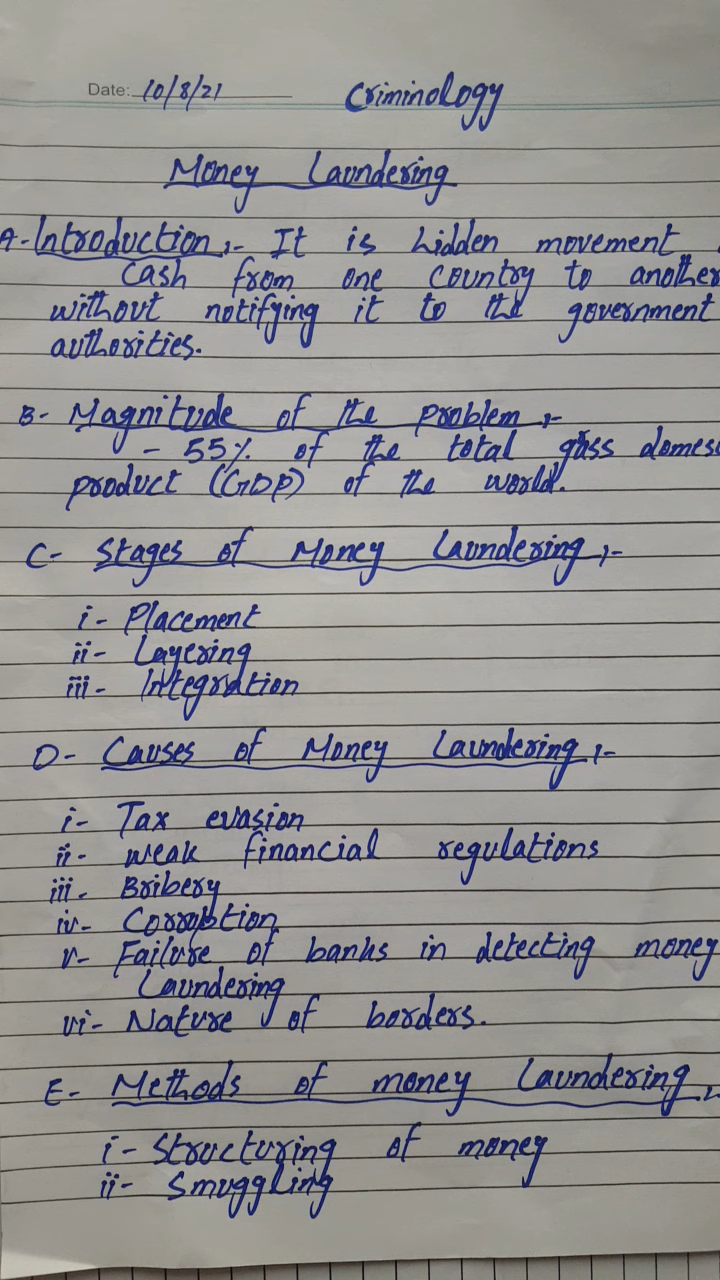 Date: 10/8/21 Criminology
Money Laundering
A- Introduction :- It is hidden movement
cash from one country to another
without notifying it to the government
authorities.
B- Magnitude of the problem :-
- 55% of the total gross domes
product (GDP) of the world.
C- Stages of Money Laundering :-
i- Placement
ii- Layering
iii- Integration
D- Causes of Money Laundering :-
i- Tax evasion
ii- weak financial regulations
iii- Bribery
iv- Corruption
v- Failure of banks in detecting money
Laundering
vi- Nature of borders.
E- Methods of money Laundering :-
i- Structuring of money
ii- Smuggling